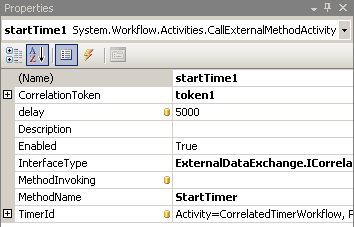 Properties
startTime1 System.Workflow.Activities.CallExternalMethodActivity
(Name) startTime1
CorrelationToken token1
delay 5000
Description
Enabled True
InterfaceType ExternalDataExchange.ICorrela
MethodInvoking
MethodName StartTimer
TimerId Activity=CorrelatedTimerWorkflow, P